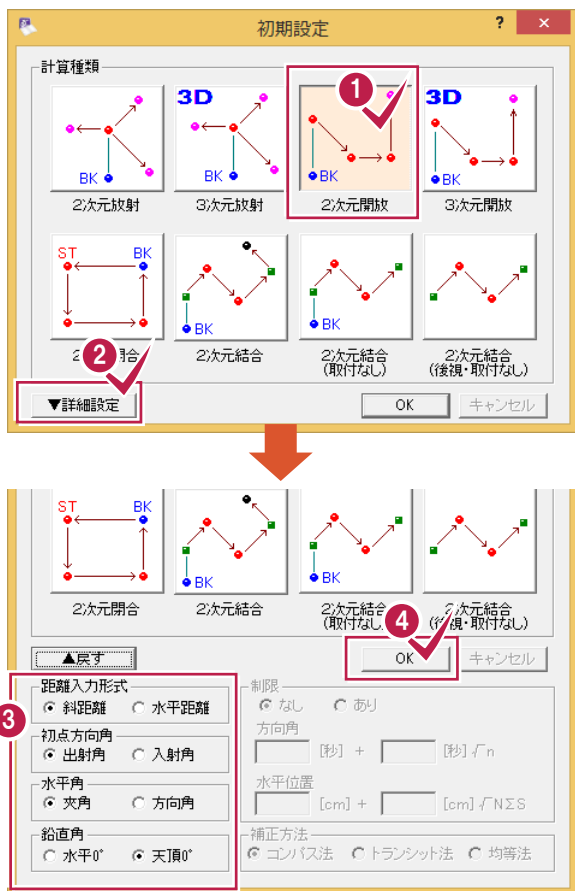 初期設定
? ×
計算種類
1
BK
3D
BK
BK
3D
BK
2次元放射
3次元放射
2次元開放
3次元開放
ST BK
BK
BK
2 合
2次元結合
2次元結合
(取付なし)
2次元結合
(後視・取付なし)
2
▼詳細設定
OK
キャンセル
ST BK
BK
BK
2次元閉合
2次元結合
2次元結合
(取付なし)
2次元結合
(後視・取付なし)
4
▲戻す
OK
キャンセル
3
距離入力形式
斜距離 水平距離
初点方向角
出射角 入射角
水平角
夾角 方向角
鉛直角
水平0° 天頂0°
制限
なし あり
方向角
[秒] + [秒]√n
水平位置
[cm] + [cm]√NΣS
補正方法
コンパス法 トランシット法 均等法